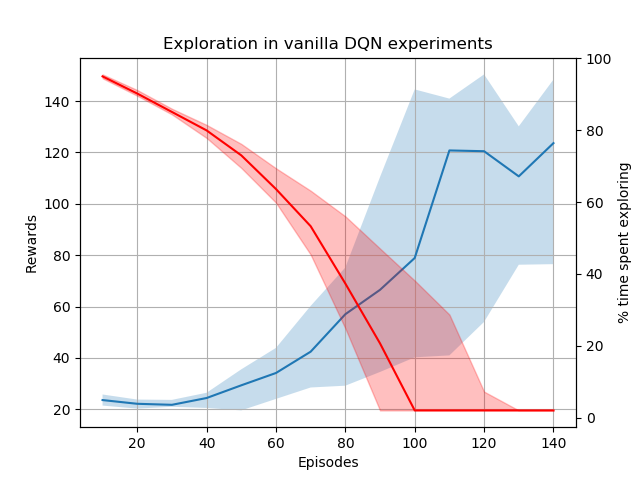 Exploration in vanilla DQN experiments
Rewards
140
120
100
80
60
40
20
100
80
60
40
20
0
% time spent exploring
20 40 60 80 100 120 140
Episodes